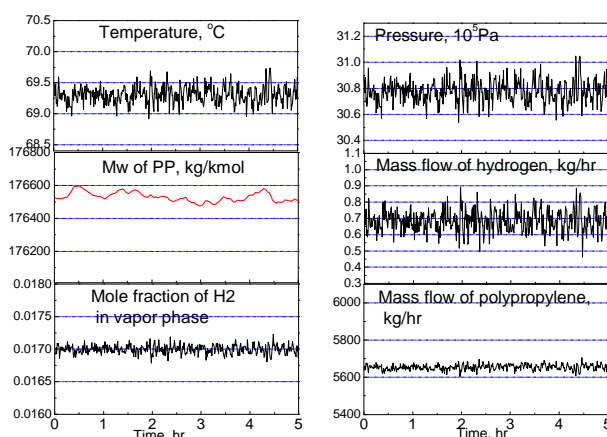 70.5
Temperature, °C
70.0
69.5
69.0
68.5
176800
Mw of PP, kg/kmol
176600
176400
176200
0.0180
Mole fraction of H2
in vapor phase
0.0175
0.0170
0.0165
0.0160
0 1 2 3 4 5
Time, hr
31.2
Pressure, 10⁵Pa
31.0
30.8
30.6
30.4
1.1
Mass flow of hydrogen, kg/hr
1.0
0.9
0.8
0.7
0.6
0.5
0.4
0.3
6000
Mass flow of polypropylene,
kg/hr
5800
5600
5400
0 1 2 3 4 5
Time, hr